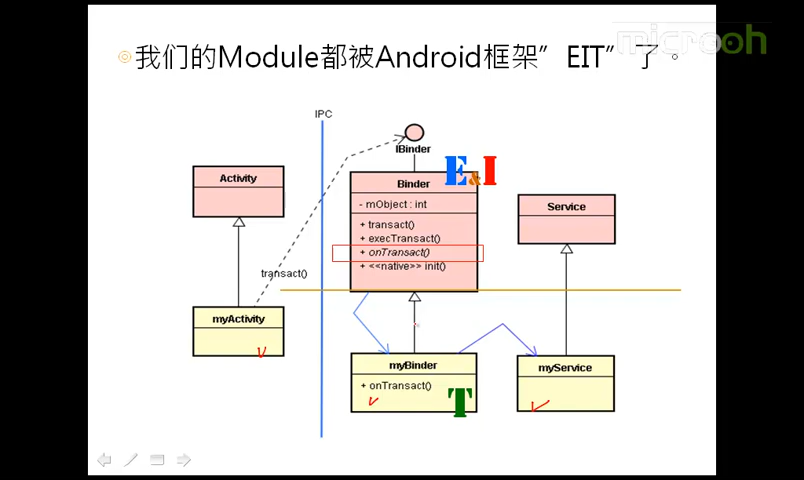 microoh
我们的Module都被Android框架”EIT”了。
IPC
IBinder
E&I
Activity
Binder
- mObject : int
+ transact()
+ execTransact()
+ onTransact()
+ <<native>> init()
Service
transact()
myActivity
myBinder
+ onTransact()
T
myService